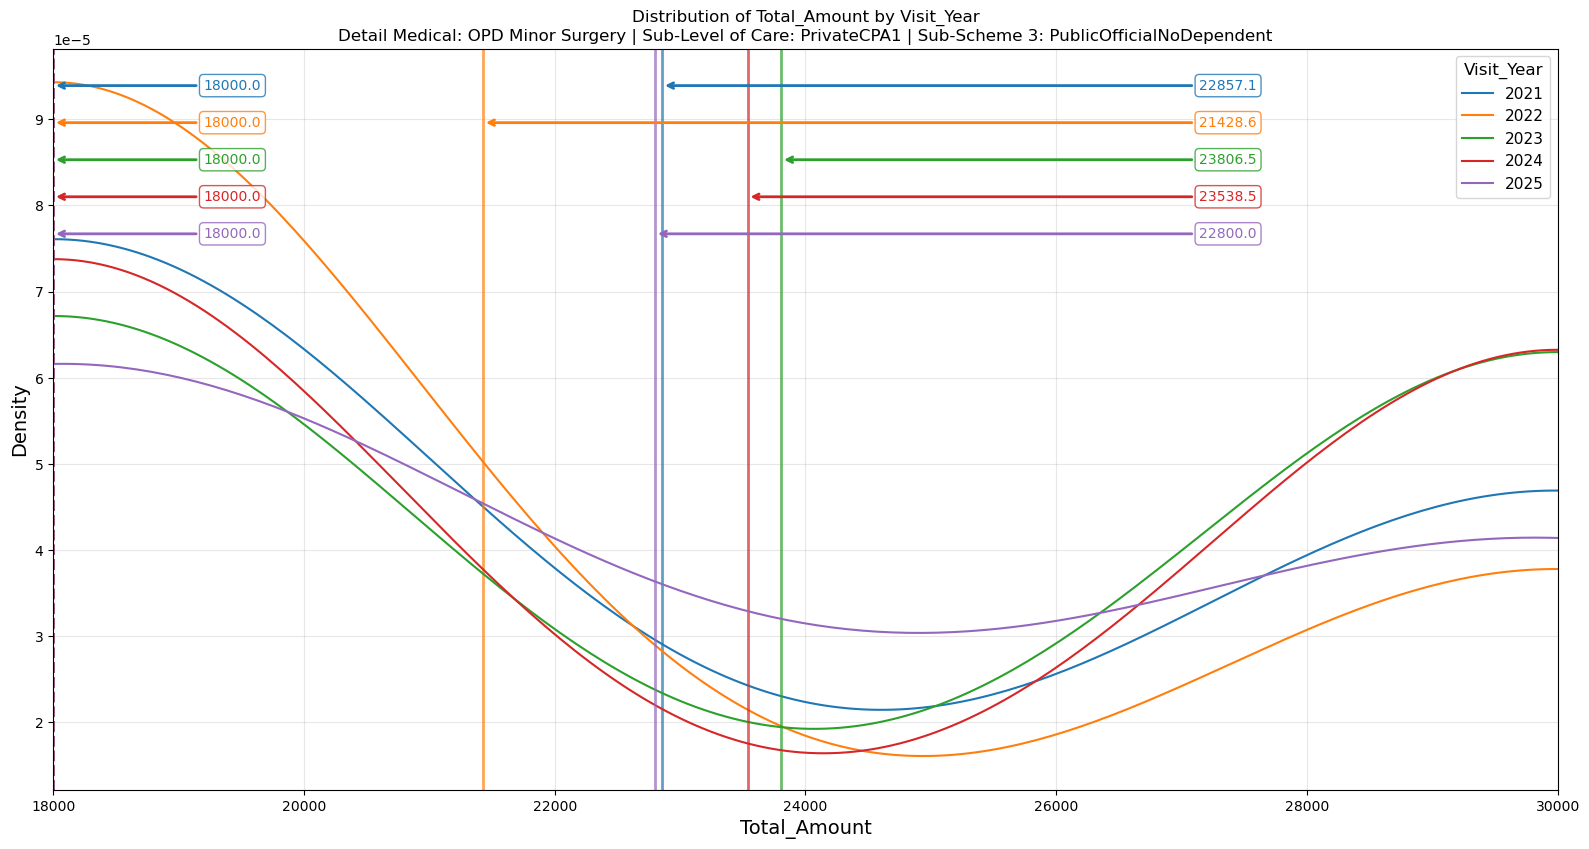 Distribution of Total_Amount by Visit_Year
Detail Medical: OPD Minor Surgery | Sub-Level of Care: PrivateCPA1 | Sub-Scheme 3: PublicOfficialNoDependent
1e−5
Visit_Year
2021
2022
2023
2024
2025
18000.0 22857.1
18000.0 21428.6
18000.0 23806.5
18000.0 23538.5
18000.0 22800.0
9
8
7
6
5
4
3
2
Density
18000 20000 22000 24000 26000 28000 30000
Total_Amount